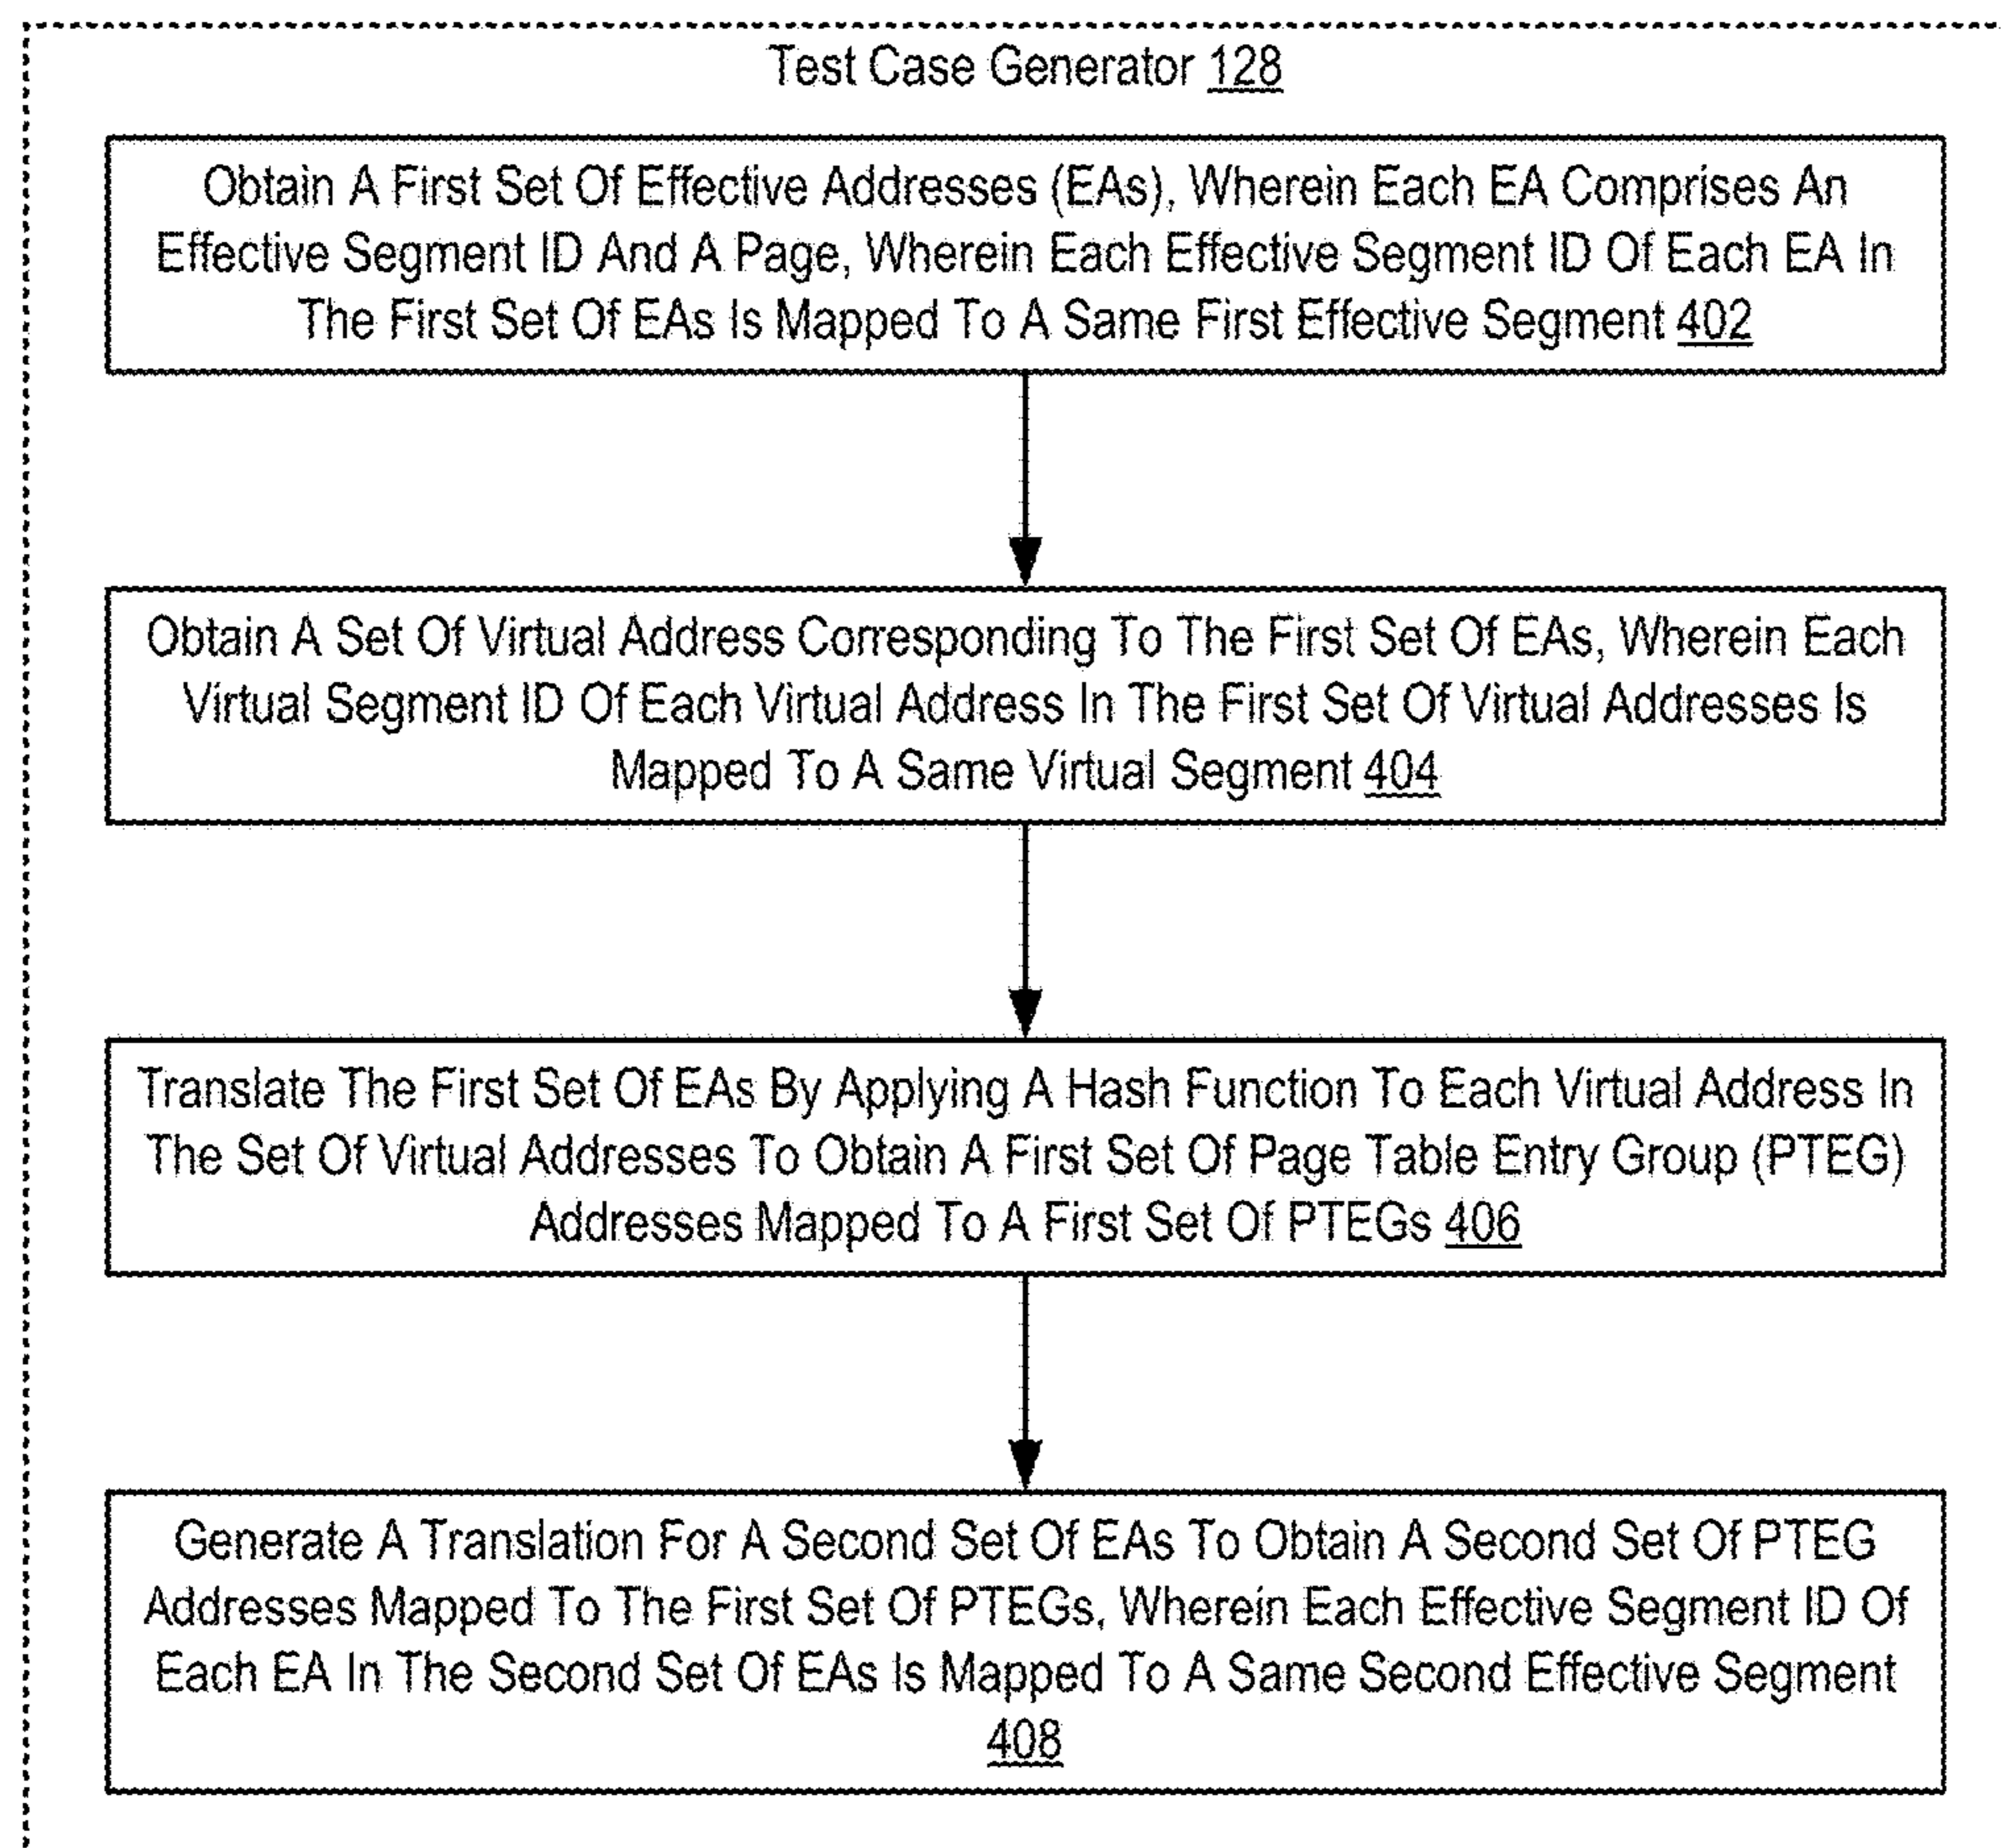 Test Case Generator 128
Obtain A First Set Of Effective Addresses (EAs), Wherein Each EA Comprises An
Effective Segment ID And A Page, Wherein Each Effective Segment ID Of Each EA In
The First Set Of EAs Is Mapped To A Same First Effective Segment 402
Obtain A Set Of Virtual Address Corresponding To The First Set Of EAs, Wherein Each
Virtual Segment ID Of Each Virtual Address In The First Set Of Virtual Addresses Is
Mapped To A Same Virtual Segment 404
Translate The First Set Of EAs By Applying A Hash Function To Each Virtual Address In
The Set Of Virtual Addresses To Obtain A First Set Of Page Table Entry Group (PTEG)
Addresses Mapped To A First Set Of PTEGs 406
Generate A Translation For A Second Set Of EAs To Obtain A Second Set Of PTEG
Addresses Mapped To The First Set Of PTEGs, Wherein Each Effective Segment ID Of
Each EA In The Second Set Of EAs Is Mapped To A Same Second Effective Segment
408